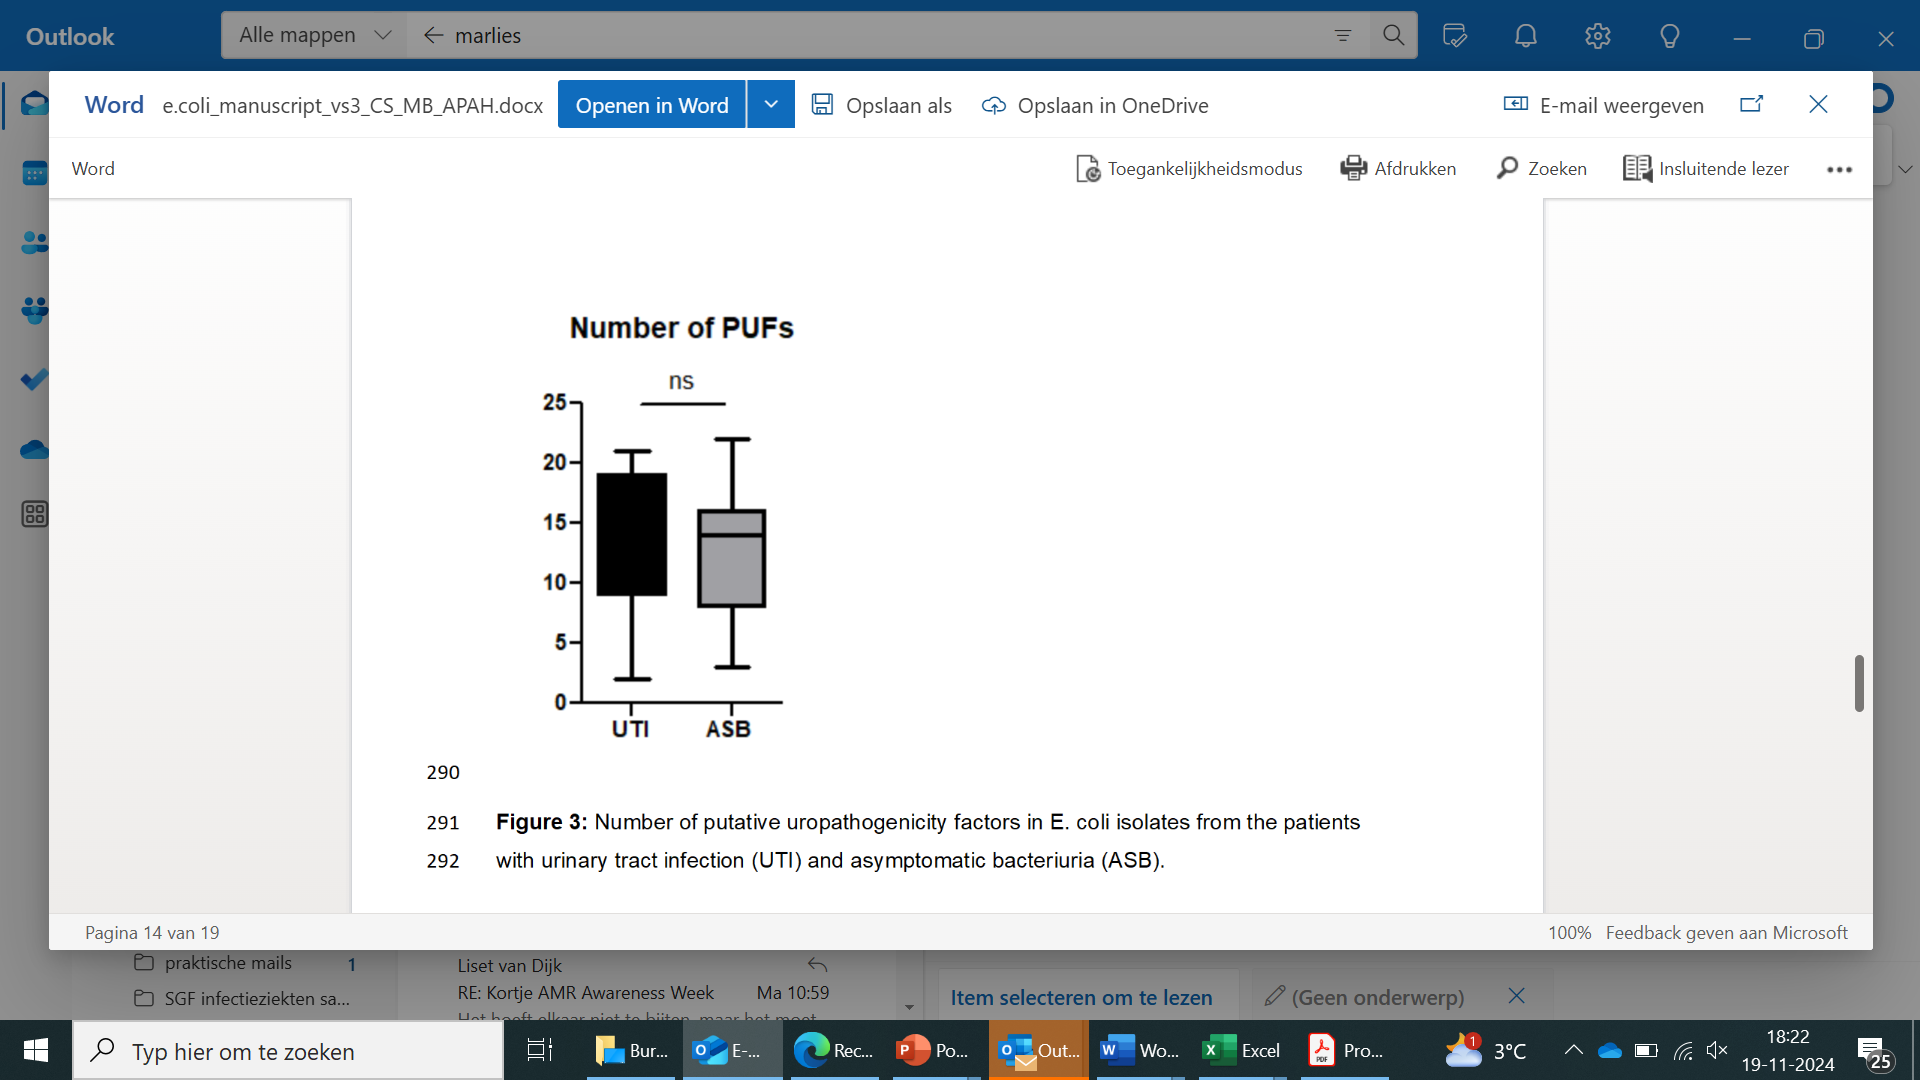 Outlook
Alle mappen
marlies
Word
e.coli_manuscript_vs3_CS_MB_APAH.docx
Openen in Word
Opslaan als
Opslaan in OneDrive
E-mail weergeven
Word
Toegankelijkheidsmodus
Afdrukken
Zoeken
Insluitende lezer
Number of PUFs
ns
25
20
15
10
5
0
UTI
ASB
290
291 Figure 3: Number of putative uropathogenicity factors in E. coli isolates from the patients
292 with urinary tract infection (UTI) and asymptomatic bacteriuria (ASB).
Pagina 14 van 19
100%
Feedback geven aan Microsoft
praktische mails 1
SGF infectieziekten sa...
Liset van Dijk
RE: Kortje AMR Awareness Week Ma 10:59
Item selecteren om te lezen
(Geen onderwerp)
Typ hier om te zoeken
Bur...
E-...
Rec...
Po...
Out...
Wo...
Excel
Pro...
1
3°C
18:22
19-11-2024
25